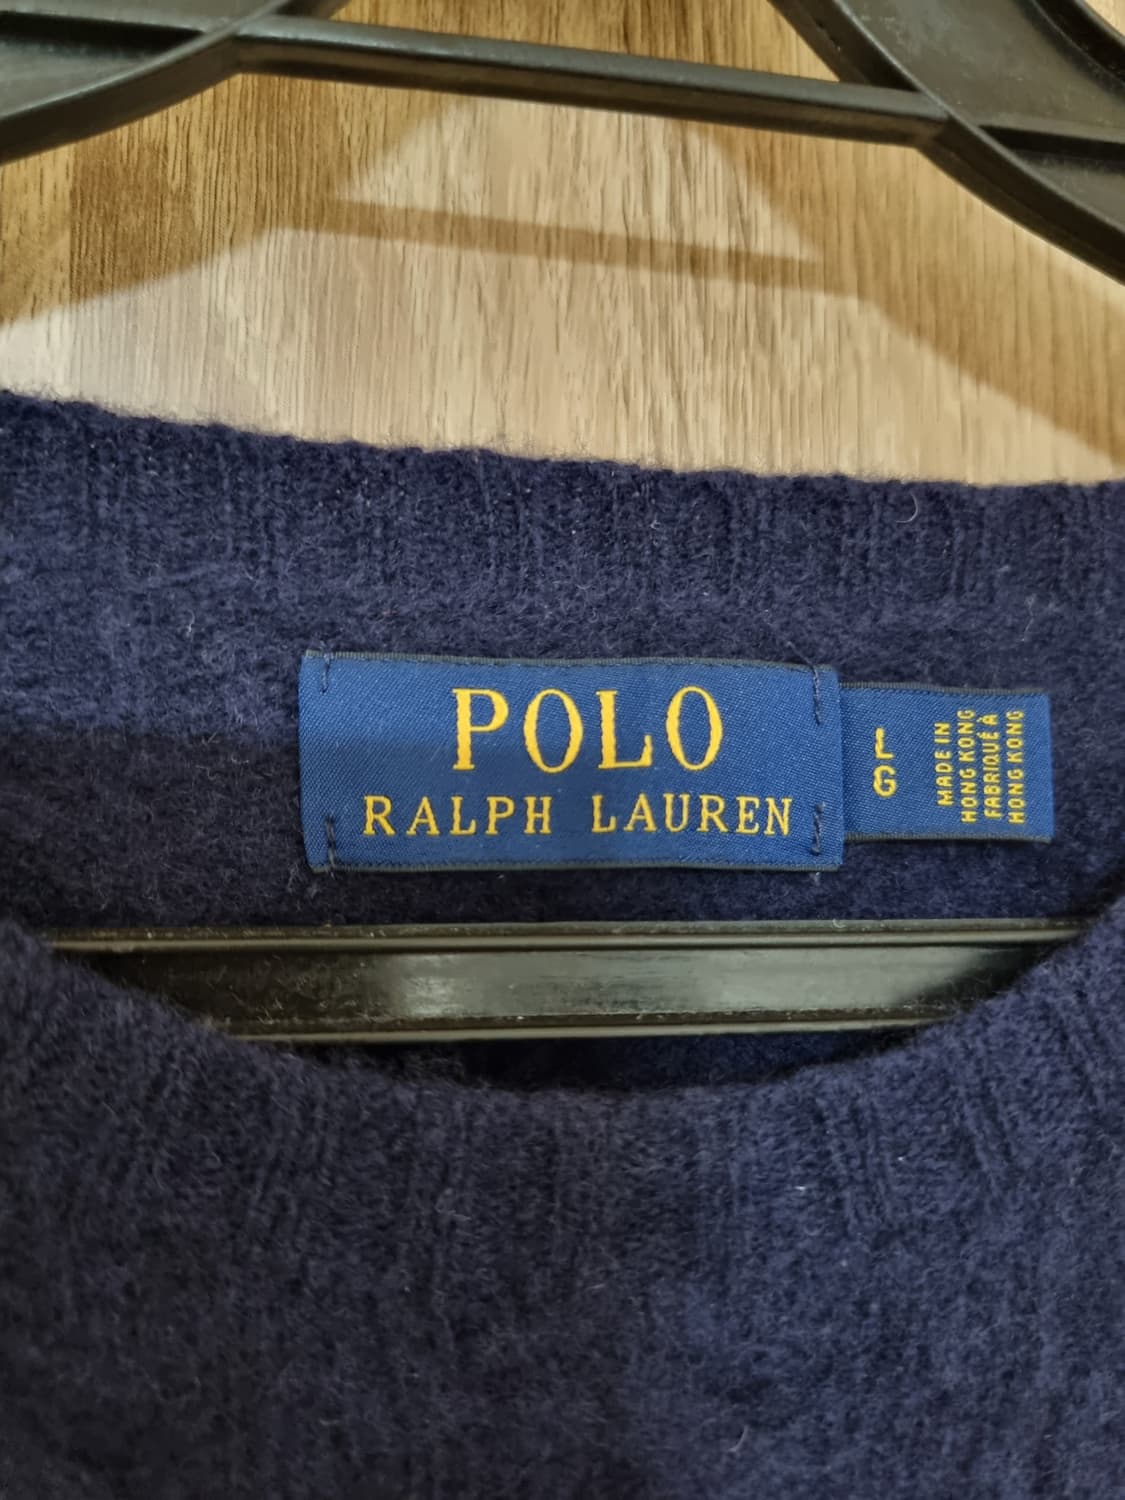 POLO
RALPH LAUREN
L
G
MADE IN
HONG KONG
FABRIQUÉ À
HONG KONG